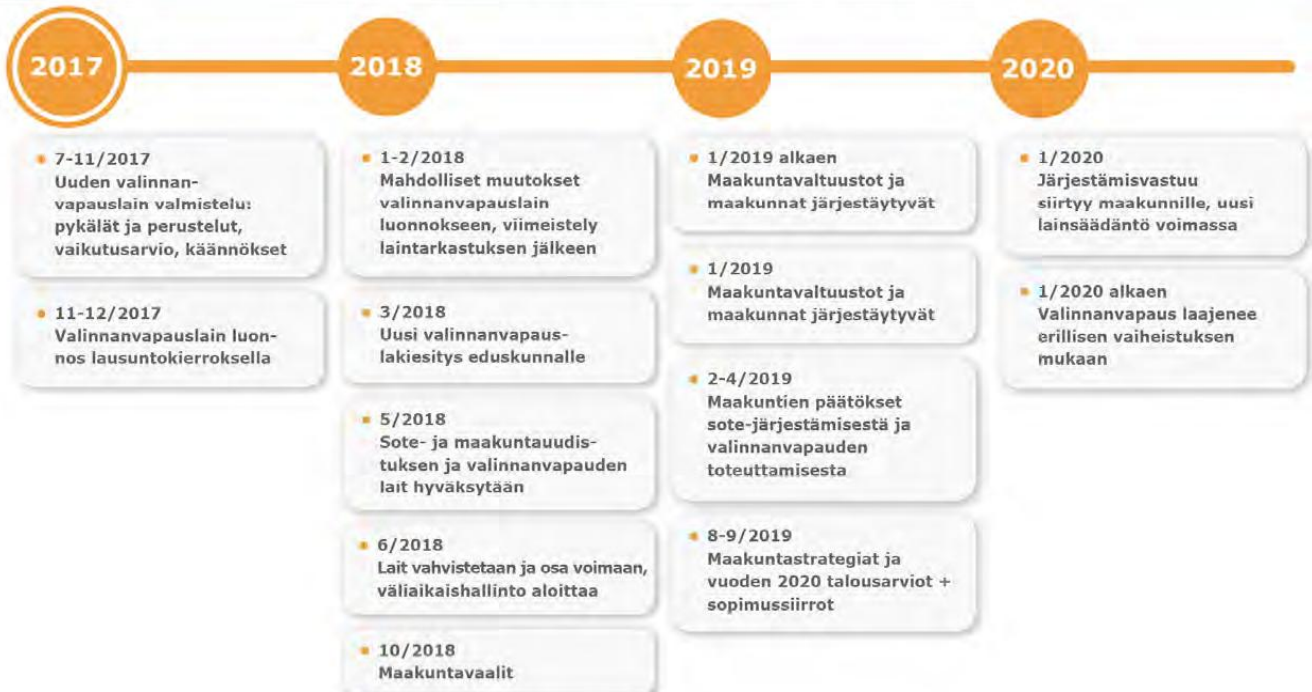 2017
2018
2019
2020
7-11/2017
Uuden valinnan-
vapauslain valmistelu:
pykälät ja perustelut,
vaikutusarvio, käännökset
11-12/2017
Valinnanvapauslain luon-
nos lausuntokierroksella
1-2/2018
Mahdolliset muutokset
valinnanvapauslain
luonnokseen, viimeistely
laintarkastuksen jälkeen
3/2018
Uusi valinnanvapaus-
lakiesitys eduskunnalle
5/2018
Sote- ja maakuntauudis-
tuksen ja valinnanvapauden
lait hyväksytään
6/2018
Lait vahvistetaan ja osa voimaan,
väliaikaishallinto aloittaa
10/2018
Maakuntavaalit
1/2019 alkaen
Maakuntavaltuustot ja
maakunnat järjestäytyvät
1/2019
Maakuntavaltuustot ja
maakunnat järjestäytyvät
2-4/2019
Maakuntien päätökset
sote-järjestämisestä ja
valinnanvapauden
toteuttamisesta
8-9/2019
Maakuntastrategiat ja
vuoden 2020 talousarviot +
sopimussiirrot
1/2020
Järjestämisvastuu
siirtyy maakunnille, uusi
lainsäädäntö voimassa
1/2020 alkaen
Valinnanvapaus laajenee
erillisen vaiheistuksen
mukaan